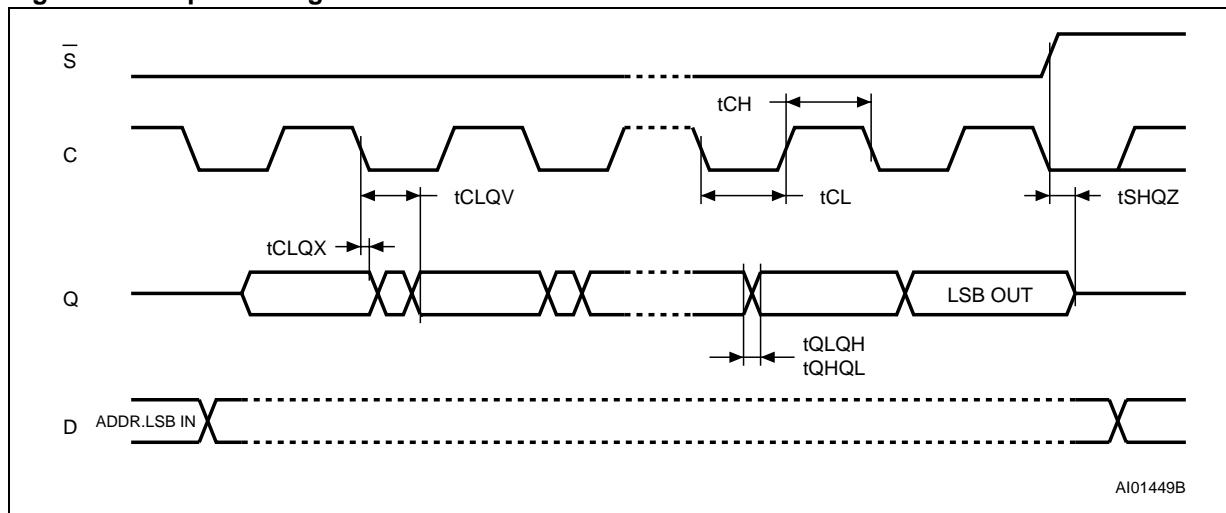 S
tCH
C
tCLQV
tCL
tSHQZ
tCLQX
Q
LSB OUT
tQLQH
tQHQL
D
ADDR.LSB IN
AI01449B